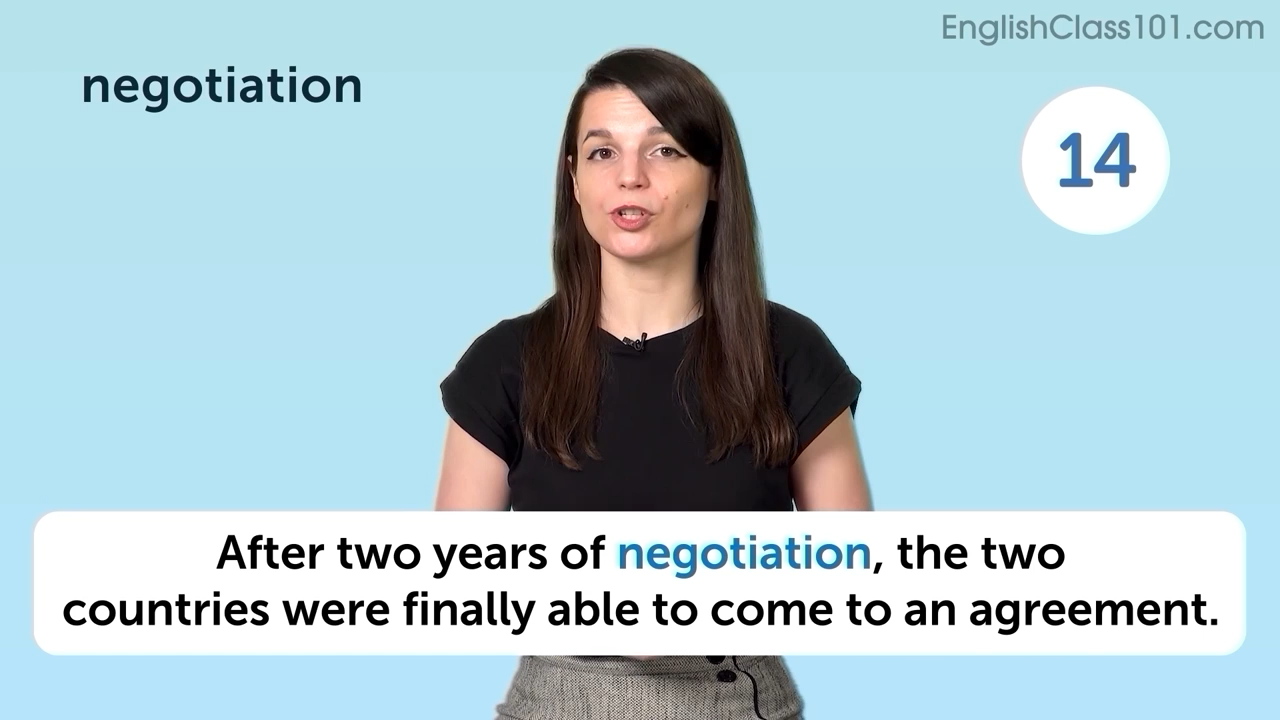 EnglishClass101.com
negotiation
14
After two years of negotiation, the two
countries were finally able to come to an agreement.